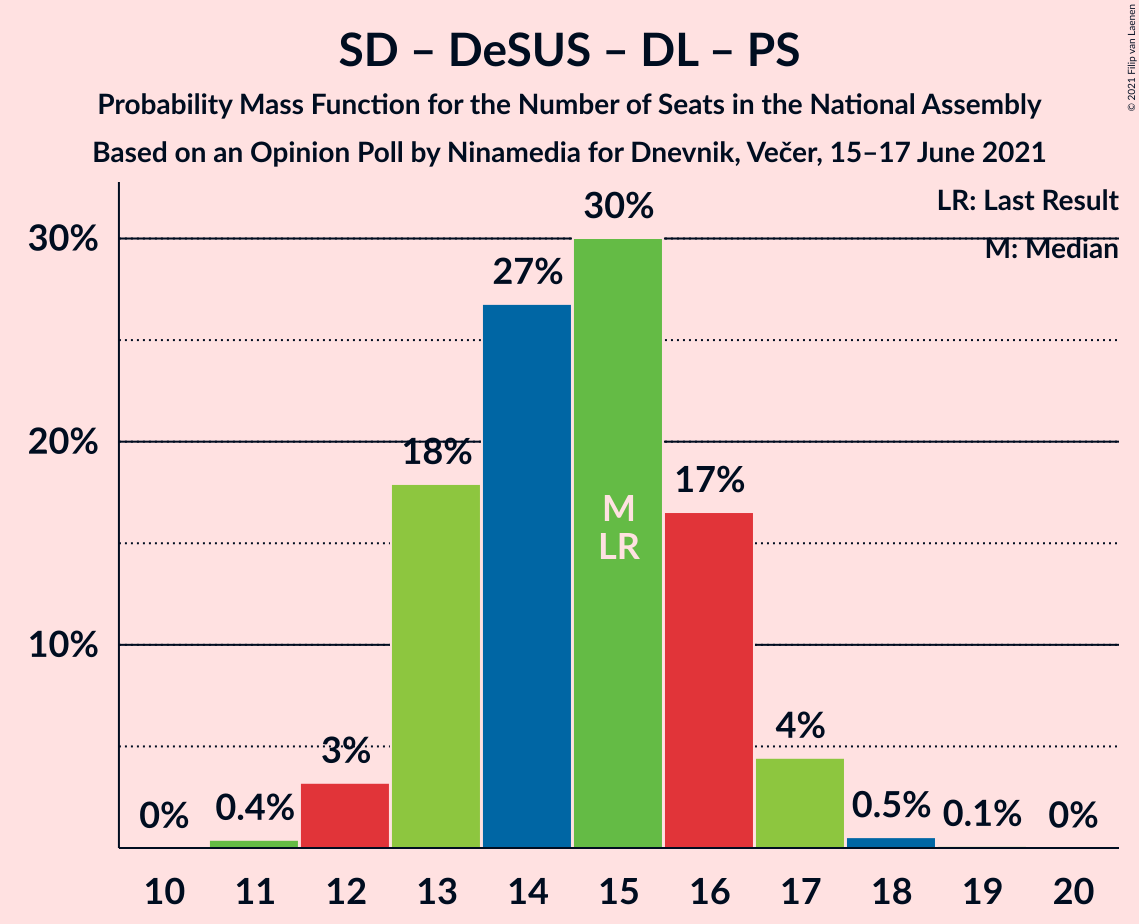 SD – DeSUS – DL – PS
Probability Mass Function for the Number of Seats in the National Assembly
Based on an Opinion Poll by Ninamedia for Dnevnik, Večer, 15–17 June 2021
© 2021 Filip van Laenen
LR: Last Result
M: Median
30%
20%
10%
0%
0.4%
3%
18%
27%
30%
M
LR
17%
4%
0.5%
0.1%
0%
10 11 12 13 14 15 16 17 18 19 20